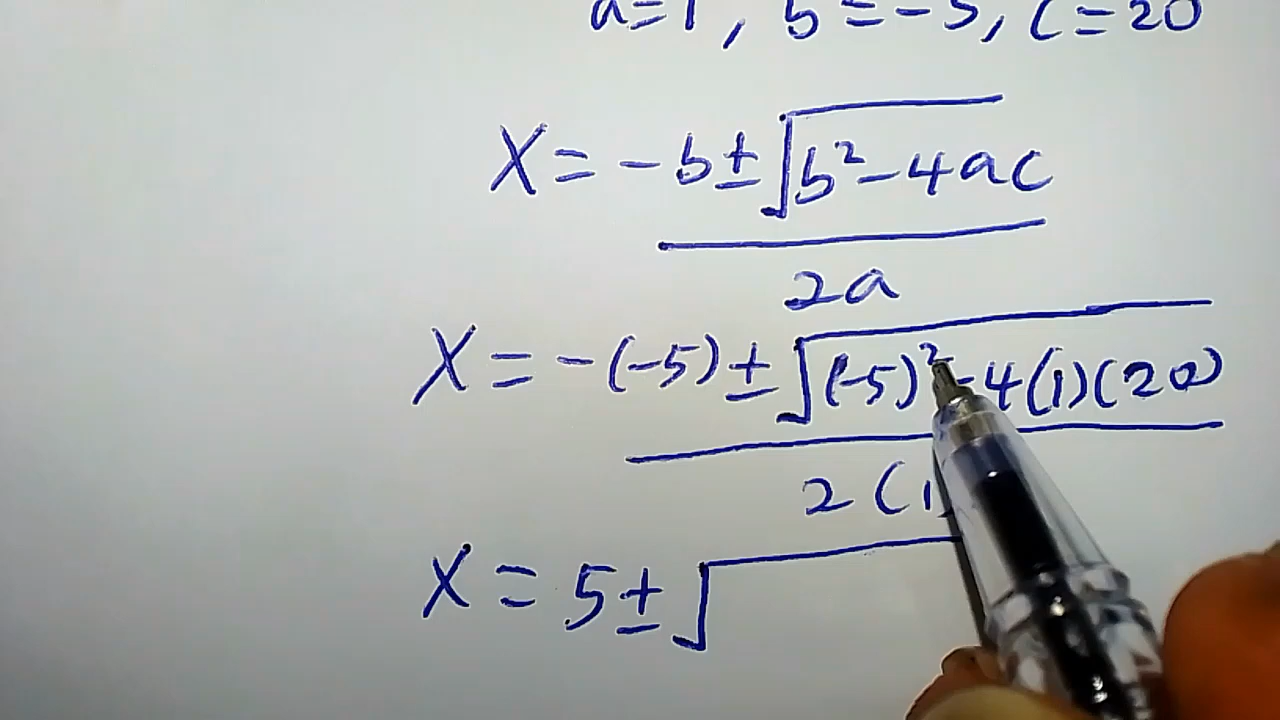 a=1, b=-5, c=20
X = -b±√b²-4ac
2a
X = -(-5)±√(-5)²-4(1)(20)
2(1)
X = 5±√